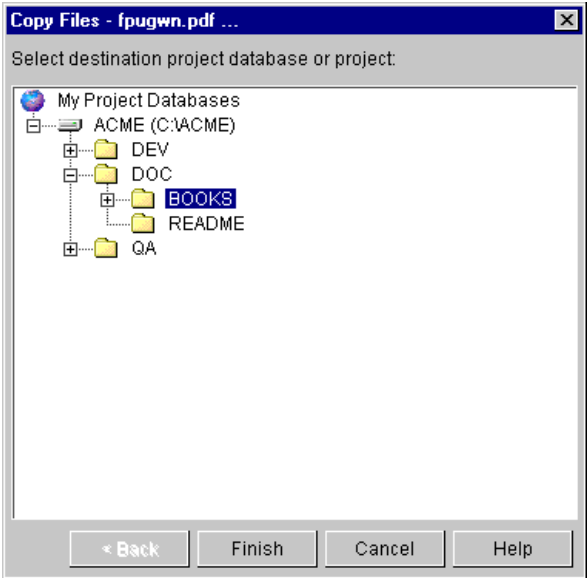 Copy Files - fpugwn.pdf ...
Select destination project database or project:
My Project Databases
ACME (C:\ACME)
DEV
DOC
BOOKS
README
QA
< Back Finish Cancel Help